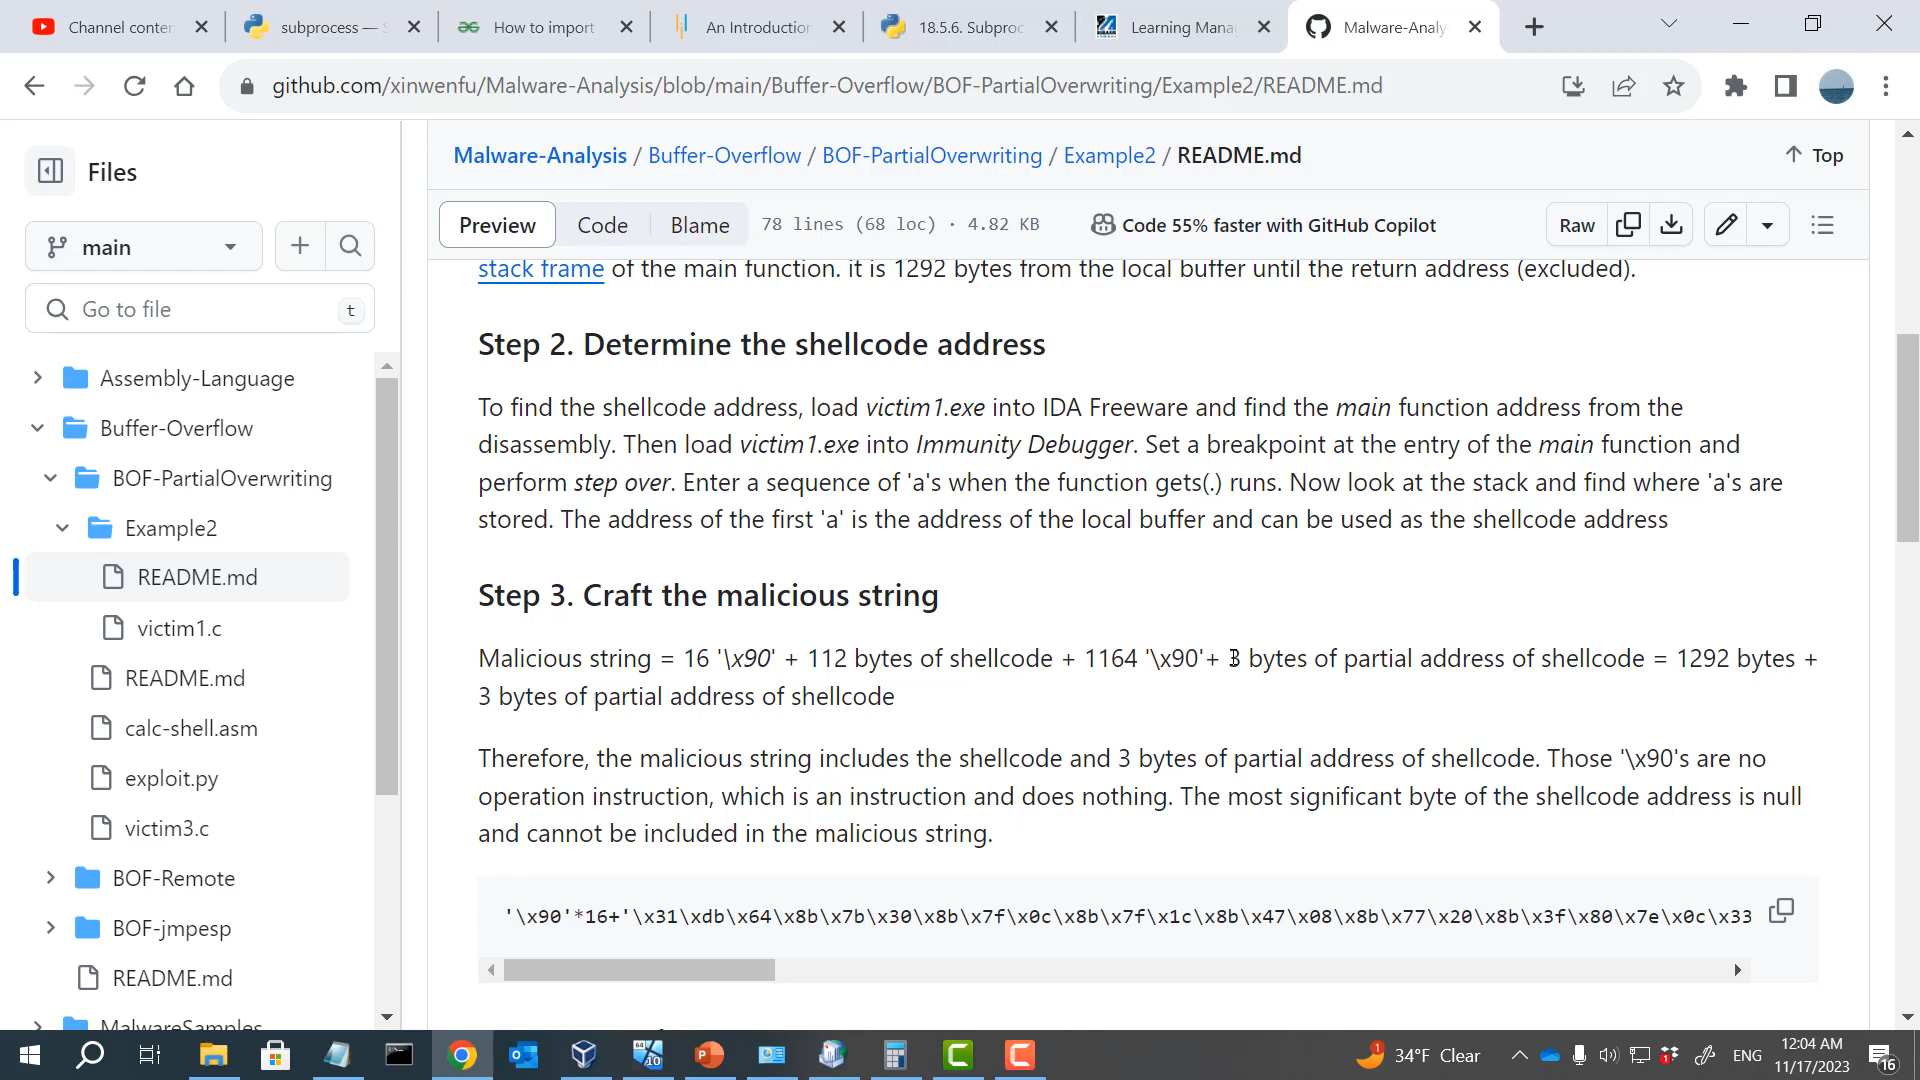 Channel conten
subprocess — S
How to import
An Introduction
18.5.6. Subproc
Learning Mana
Malware-Analy
github.com/xinwenfu/Malware-Analysis/blob/main/Buffer-Overflow/BOF-PartialOverwriting/Example2/README.md
Files
main
Go to file
t
Assembly-Language
Buffer-Overflow
BOF-PartialOverwriting
Example2
README.md
victim1.c
README.md
calc-shell.asm
exploit.py
victim3.c
BOF-Remote
BOF-jmpesp
README.md
MalwareSamples
Malware-Analysis / Buffer-Overflow / BOF-PartialOverwriting / Example2 / README.md
Top
Preview
Code
Blame
78 lines (68 loc) · 4.82 KB
Code 55% faster with GitHub Copilot
Raw
stack frame of the main function. it is 1292 bytes from the local buffer until the return address (excluded).
Step 2. Determine the shellcode address
To find the shellcode address, load victim1.exe into IDA Freeware and find the main function address from the
disassembly. Then load victim1.exe into Immunity Debugger. Set a breakpoint at the entry of the main function and
perform step over. Enter a sequence of 'a's when the function gets(.) runs. Now look at the stack and find where 'a's are
stored. The address of the first 'a' is the address of the local buffer and can be used as the shellcode address
Step 3. Craft the malicious string
Malicious string = 16 '\x90' + 112 bytes of shellcode + 1164 '\x90'+ 3 bytes of partial address of shellcode = 1292 bytes +
3 bytes of partial address of shellcode
Therefore, the malicious string includes the shellcode and 3 bytes of partial address of shellcode. Those '\x90's are no
operation instruction, which is an instruction and does nothing. The most significant byte of the shellcode address is null
and cannot be included in the malicious string.
'\x90'*16+'\x31\xdb\x64\x8b\x7b\x30\x8b\x7f\x0c\x8b\x7f\x1c\x8b\x47\x08\x8b\x77\x20\x8b\x3f\x80\x7e\x0c\x33
34°F Clear
ENG
12:04 AM
11/17/2023
16